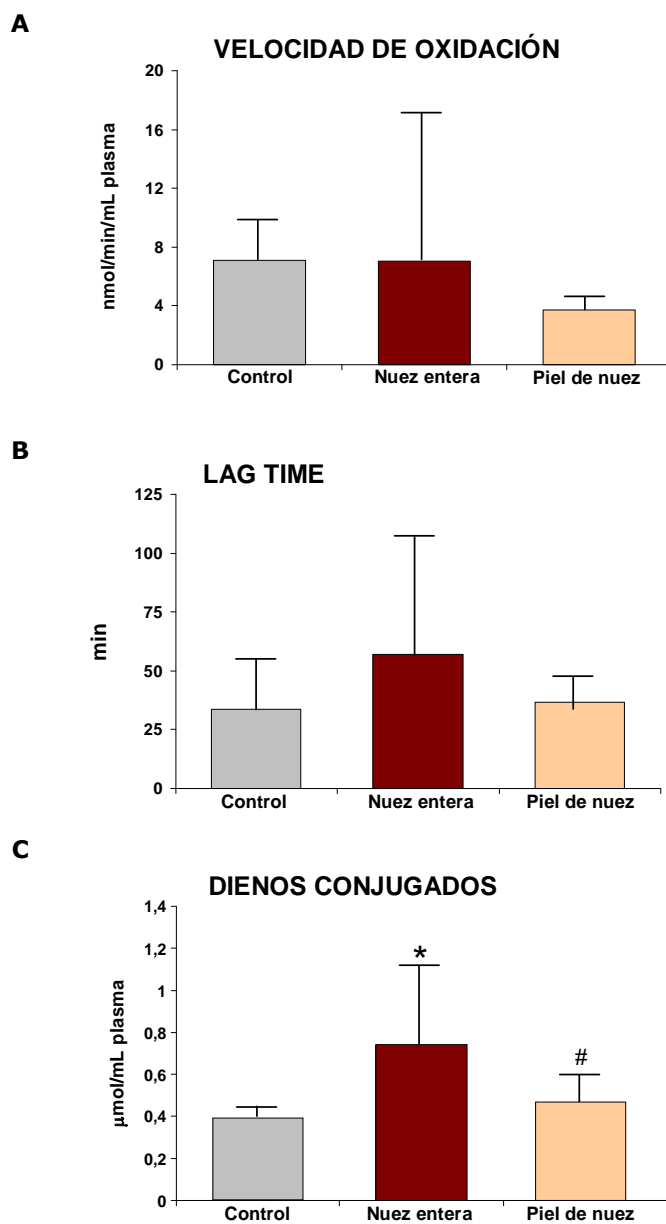 A
VELOCIDAD DE OXIDACIÓN
nmol/min/mL plasma
20
16
12
8
4
0
Control Nuez entera Piel de nuez
B
LAG TIME
min
125
100
75
50
25
0
Control Nuez entera Piel de nuez
C
DIENOS CONJUGADOS
µmol/mL plasma
1,4
1,2
1
0,8
0,6
0,4
0,2
0
*
#
Control Nuez entera Piel de nuez